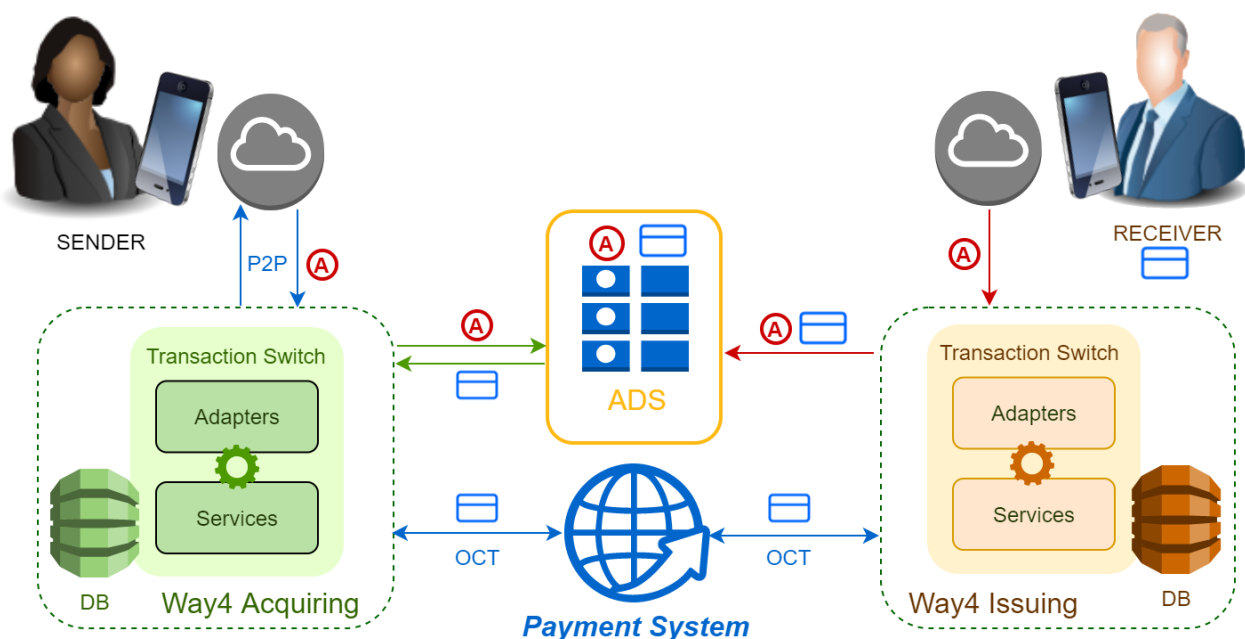 SENDER
RECEIVER
P2P
A
A
A
A
A
Transaction Switch
Adapters
Services
DB
Way4 Acquiring
ADS
OCT
OCT
Payment System
Transaction Switch
Adapters
Services
Way4 Issuing
DB